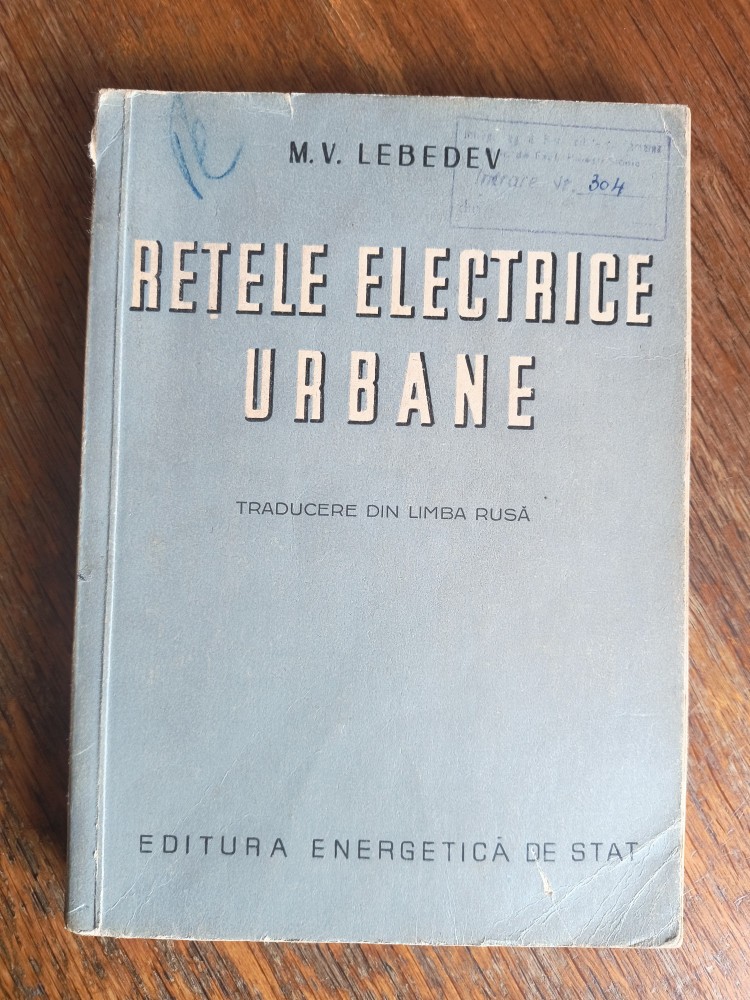 M.V. LEBEDEV
Intrare Nr. 304
REȚELE ELECTRICE
URBANE
TRADUCERE DIN LIMBA RUSĂ
EDITURA ENERGETICĂ DE STAT